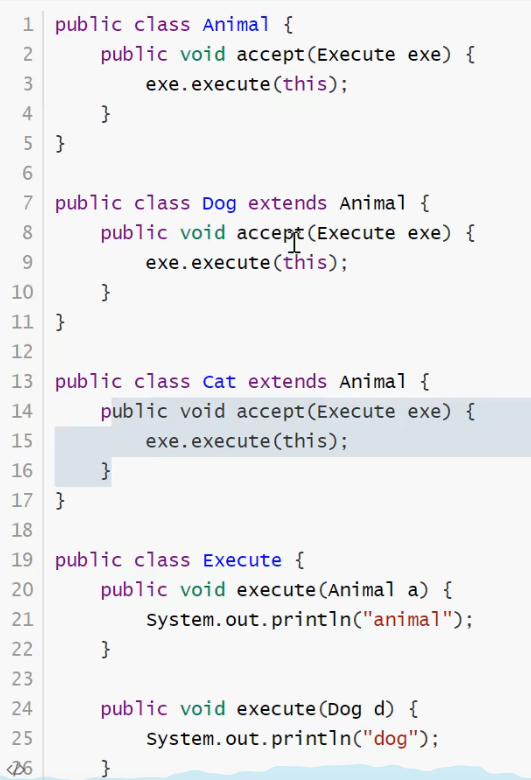 1 public class Animal {
2 public void accept(Execute exe) {
3 exe.execute(this);
4 }
5 }
6
7 public class Dog extends Animal {
8 public void accept(Execute exe) {
9 exe.execute(this);
10 }
11 }
12
13 public class Cat extends Animal {
14 public void accept(Execute exe) {
15 exe.execute(this);
16 }
17 }
18
19 public class Execute {
20 public void execute(Animal a) {
21 System.out.println("animal");
22 }
23
24 public void execute(Dog d) {
25 System.out.println("dog");
26 }